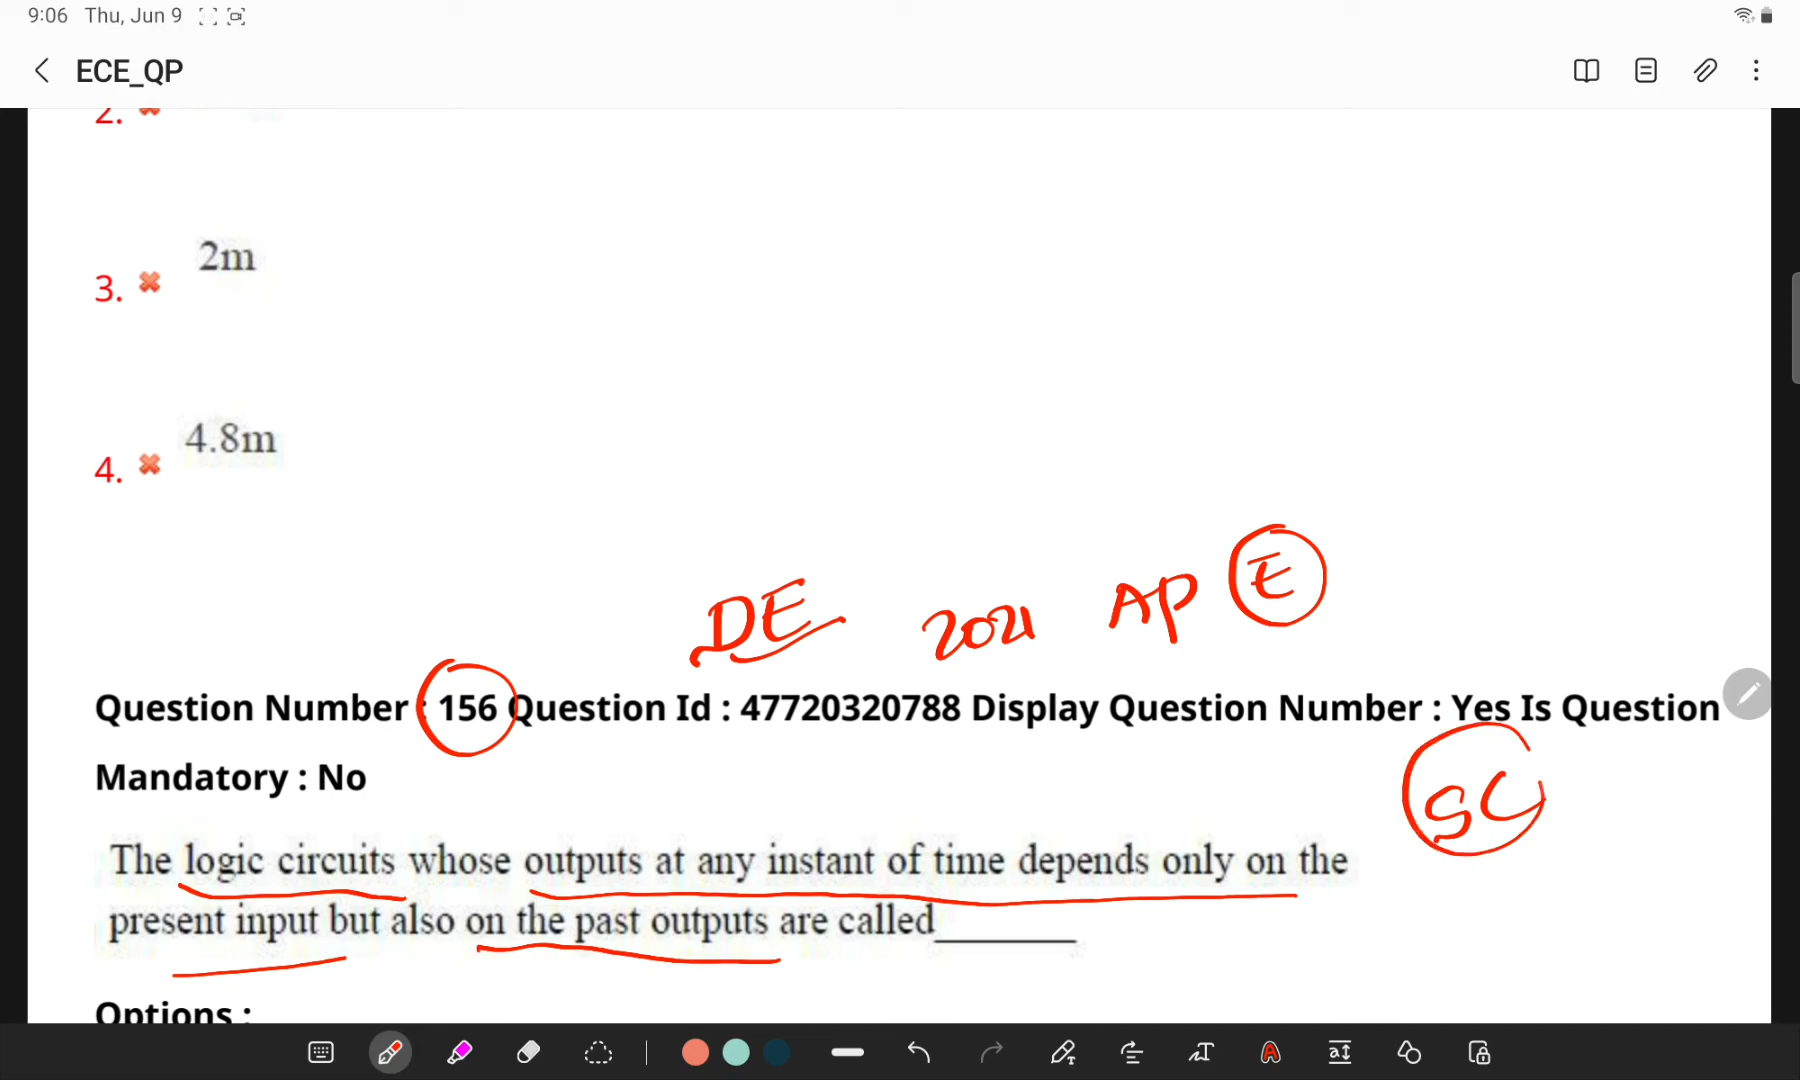 9:06 Thu, Jun 9
ECE_QP
2.
2m
3.
4.8m
4.
DE 2021 AP E
Question Number : 156 Question Id : 47720320788 Display Question Number : Yes Is Question
Mandatory : No
SC
The logic circuits whose outputs at any instant of time depends only on the
present input but also on the past outputs are called________
Options :